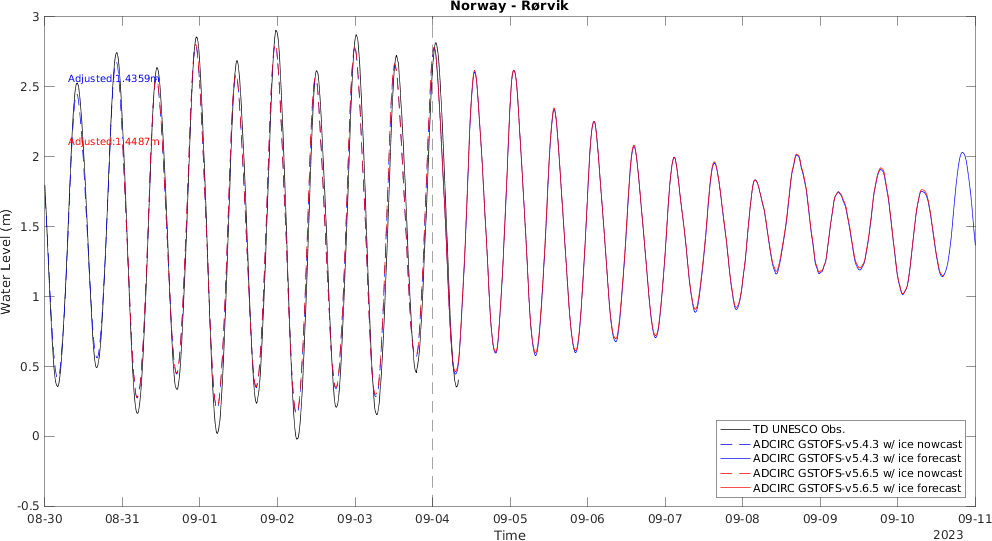 Norway - Rørvik
3
2.5
2
1.5
1
0.5
0
-0.5
Water Level (m)
Adjusted:1.4359m
Adjusted:1.4487m
TD UNESCO Obs.
ADCIRC GSTOFS-v5.4.3 w/ ice nowcast
ADCIRC GSTOFS-v5.4.3 w/ ice forecast
ADCIRC GSTOFS-v5.6.5 w/ ice nowcast
ADCIRC GSTOFS-v5.6.5 w/ ice forecast
08-30 08-31 09-01 09-02 09-03 09-04 09-05 09-06 09-07 09-08 09-09 09-10 09-11
Time
2023